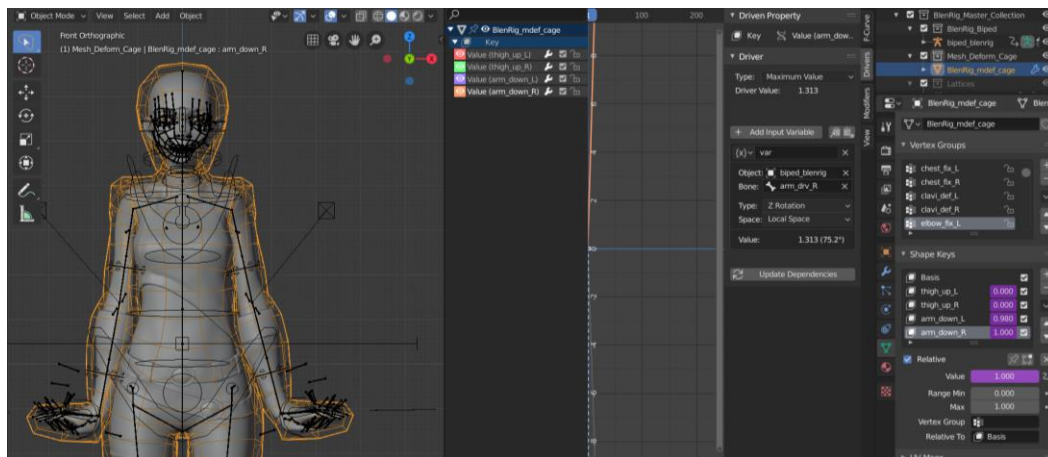 Object Mode
View
Select
Add
Object
Front Orthographic
(1) Mesh_Deform_Cage | BlenRig_mdef_cage : arm_down_R
Z
Y
X
BlenRig_mdef_cage
Key
Value (thigh_up_L)
Value (thigh_up_R)
Value (arm_down_L)
Value (arm_down_R)
100
200
Driven Property
Key
Value (arm_dow...
Driver
Type:
Maximum Value
Driver Value:
1.313
+ Add Input Variable
(x)
var
Object:
biped_blenrig
Bone:
arm_drv_R
Type:
Z Rotation
Space:
Local Space
Value:
1.313 (75.2°)
Update Dependencies
F-Curve
Drivers
Modifiers
View
BlenRig_Master_Collection
BlenRig_Biped
biped_blenrig
Mesh_Deform_Cage
BlenRig_mdef_cage
Lattices
BlenRig_mdef_cage
Blen
BlenRig_mdef_cage
Vertex Groups
chest_fix_L
chest_fix_R
clavi_def_L
clavi_def_R
elbow_fix_L
Shape Keys
Basis
thigh_up_L
0.000
thigh_up_R
0.000
arm_down_L
0.980
arm_down_R
1.000
Relative
Value
1.000
Range Min
0.000
Max
1.000
Vertex Group
Relative To
Basis